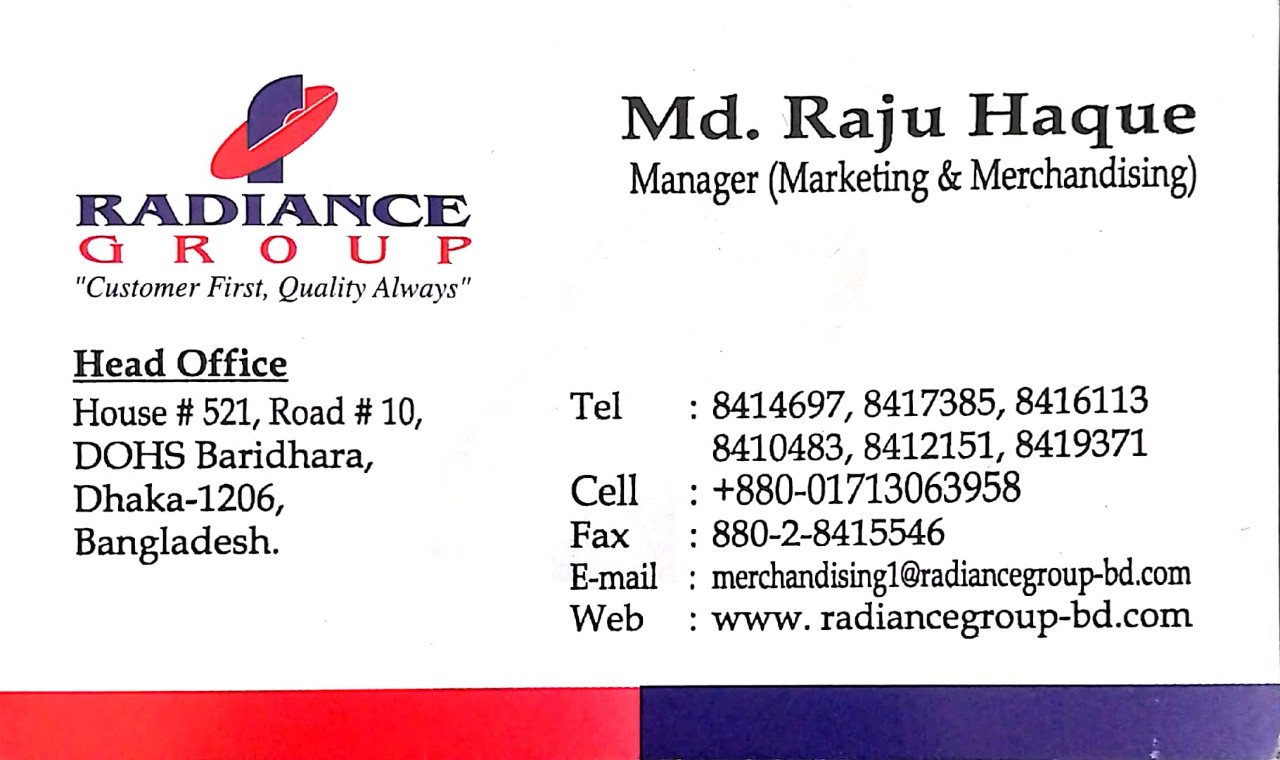 RADIANCE
GROUP
"Customer First, Quality Always"
Md. Raju Haque
Manager (Marketing & Merchandising)
Head Office
House # 521, Road # 10,
DOHS Baridhara,
Dhaka-1206,
Bangladesh.
Tel : 8414697, 8417385, 8416113
8410483, 8412151, 8419371
Cell : +880-01713063958
Fax : 880-2-8415546
E-mail : merchandising1@radiancegroup-bd.com
Web : www. radiancegroup-bd.com